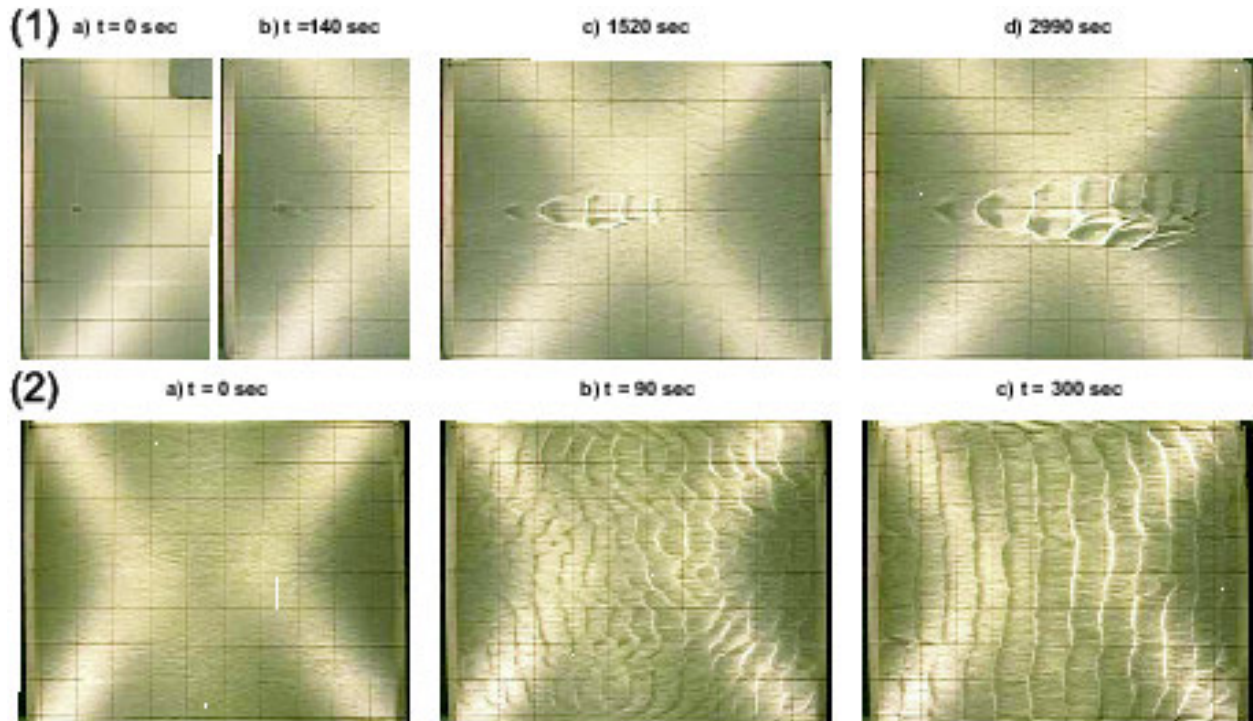 (1)
a) t = 0 sec
b) t =140 sec
c) 1520 sec
d) 2990 sec
(2)
a) t = 0 sec
b) t = 90 sec
c) t = 300 sec